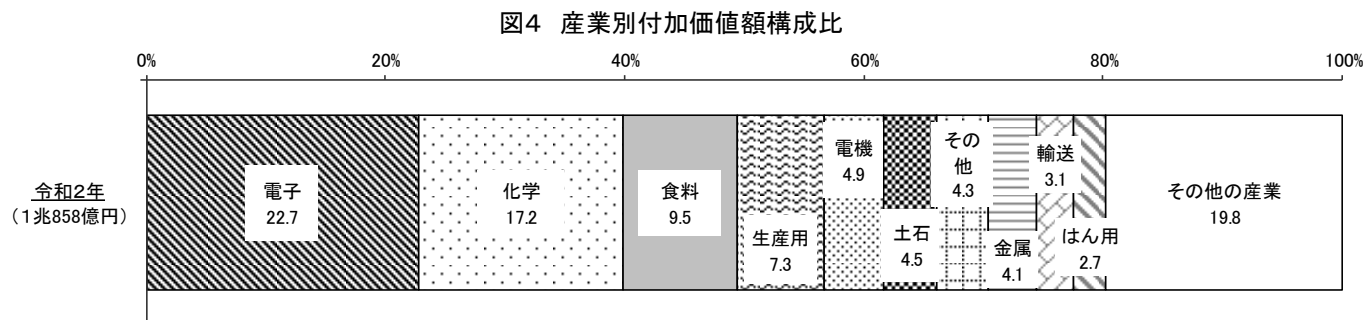 図4 産業別付加価値額構成比
0%
20%
40%
60%
80%
100%
令和2年
（1兆858億円）
電子
22.7
化学
17.2
食料
9.5
生産用
7.3
電機
4.9
土石
4.5
その
他
4.3
金属
4.1
輸送
3.1
はん用
2.7
その他の産業
19.8